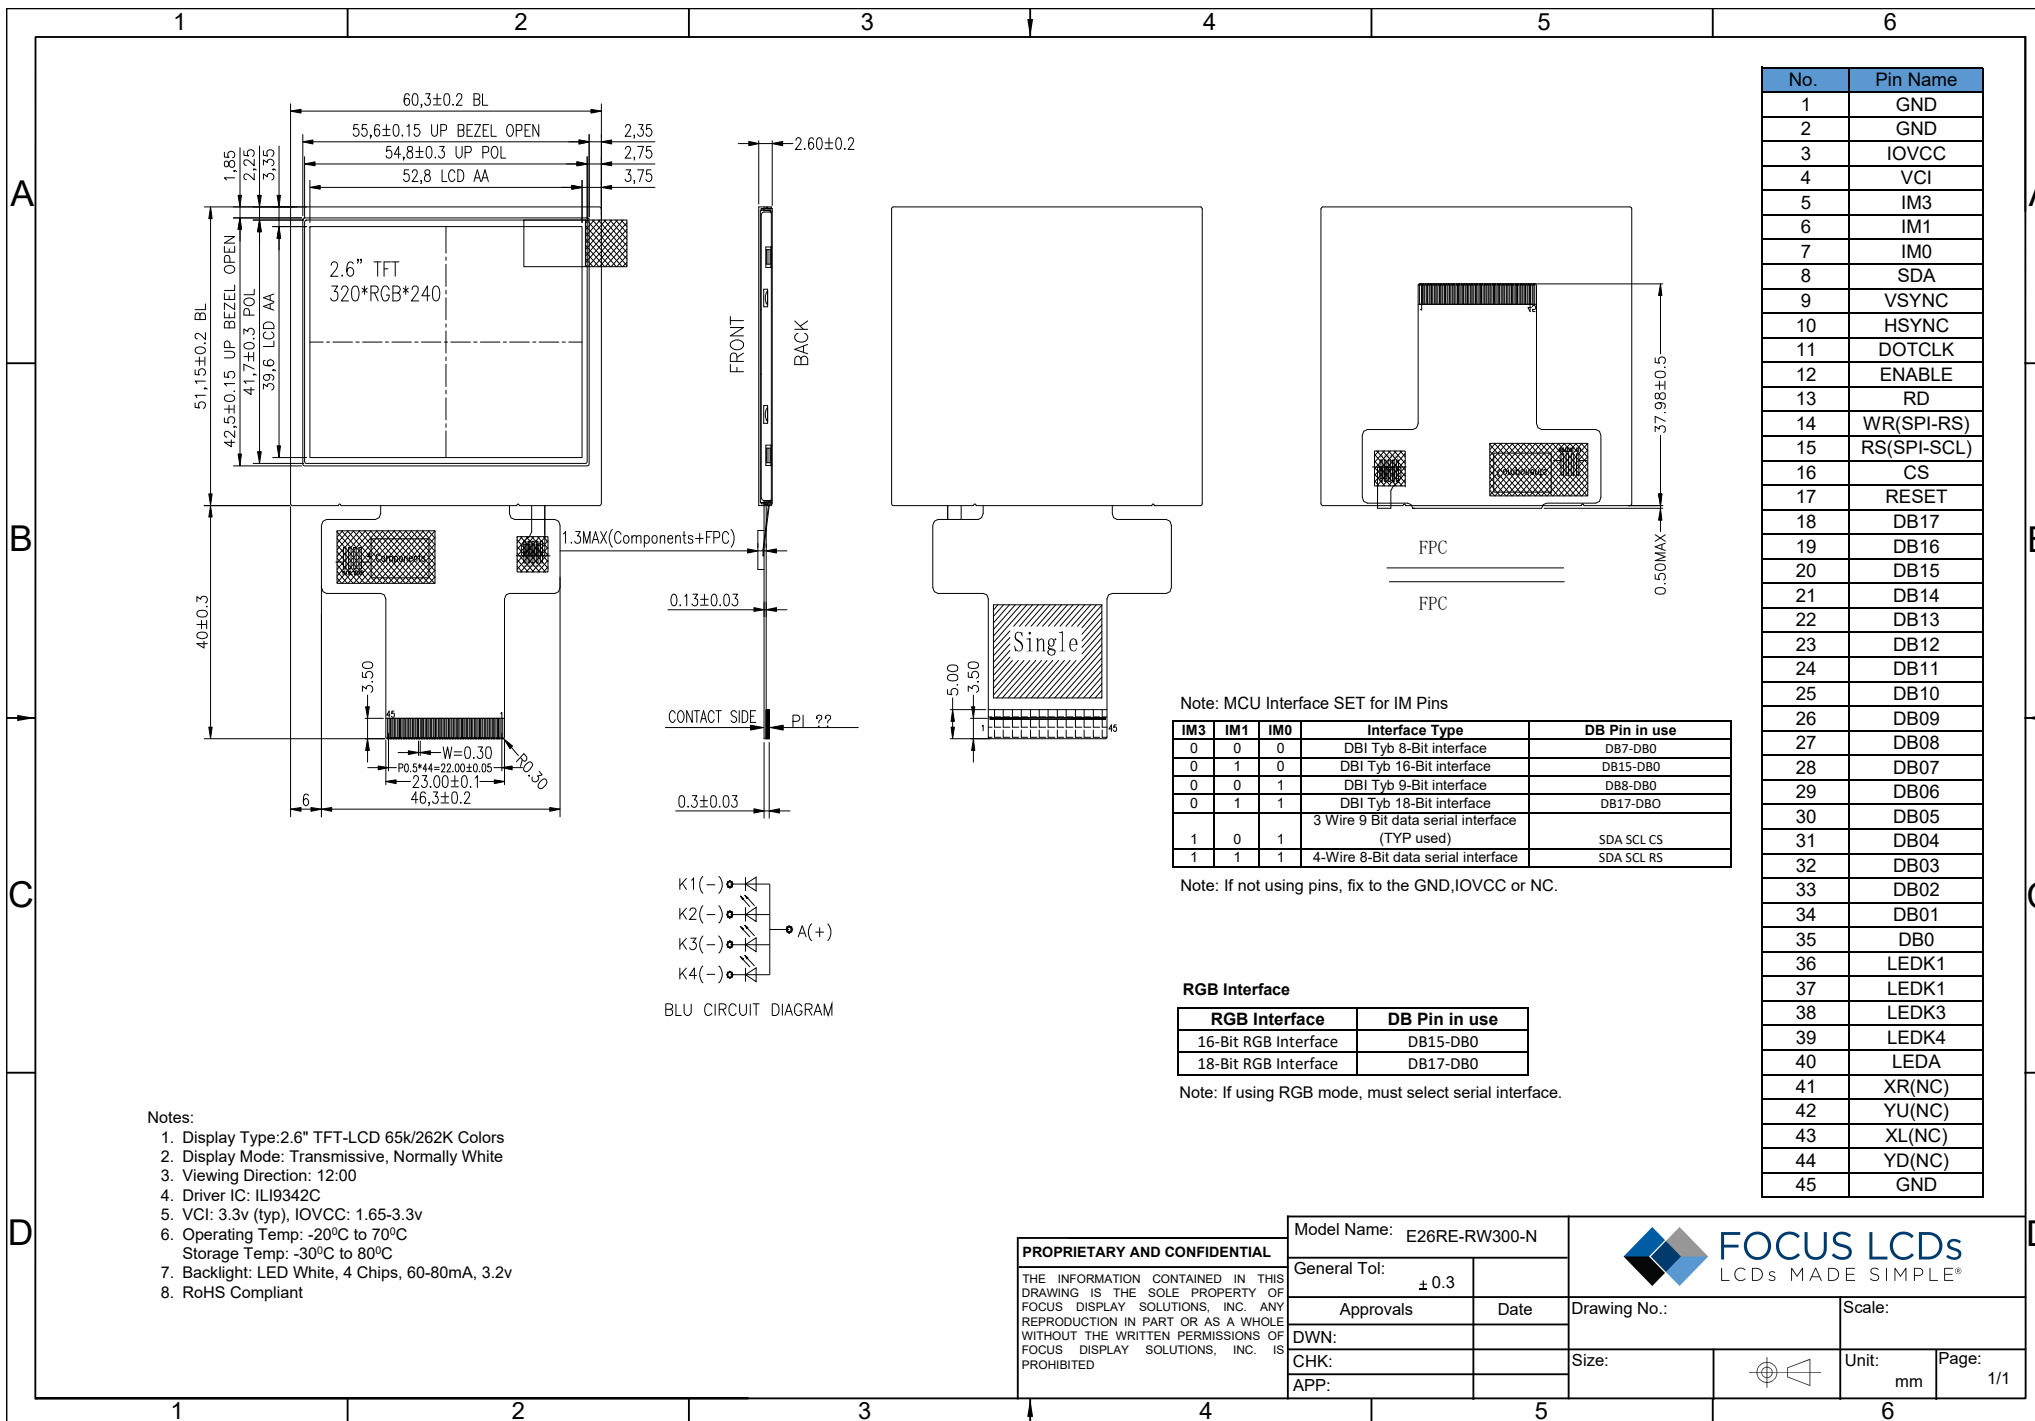 1 2 3 4 5 6
A
B
C
D
60,3±0.2 BL
55,6±0.15 UP BEZEL OPEN 2,35
54,8±0.3 UP POL 2,75
52,8 LCD AA 3,75
1,85
2,25
3,35
51,15±0.2 BL
42,5±0.15 UP BEZEL OPEN
41,7±0.3 POL
39,6 LCD AA
2.6" TFT
320*RGB*240
40±0.3
3.50
Components
45 1
W=0.30
P0.5*44=22.00±0.05
23.00±0.1
R0.30
6 46,3±0.2
2.60±0.2
FRONT
BACK
1.3MAX(Components+FPC)
0.13±0.03
CONTACT SIDE PI ??
0.3±0.03
Single
5.00
3.50
1 45
37.98±0.5
0.50MAX
FPC
FPC
K1(-)
K2(-)
A(+)
K3(-)
K4(-)
BLU CIRCUIT DIAGRAM
Note: MCU Interface SET for IM Pins
IM3 IM1 IM0 Interface Type DB Pin in use
0 0 0 DBI Tyb 8-Bit interface DB7-DB0
0 1 0 DBI Tyb 16-Bit interface DB15-DB0
0 0 1 DBI Tyb 9-Bit interface DB8-DB0
0 1 1 DBI Tyb 18-Bit interface DB17-DBO
3 Wire 9 Bit data serial interface
1 0 1 (TYP used) SDA SCL CS
1 1 1 4-Wire 8-Bit data serial interface SDA SCL RS
Note: If not using pins, fix to the GND,IOVCC or NC.
RGB Interface
RGB Interface DB Pin in use
16-Bit RGB Interface DB15-DB0
18-Bit RGB Interface DB17-DB0
Note: If using RGB mode, must select serial interface.
No. Pin Name
1 GND
2 GND
3 IOVCC
4 VCI
5 IM3
6 IM1
7 IM0
8 SDA
9 VSYNC
10 HSYNC
11 DOTCLK
12 ENABLE
13 RD
14 WR(SPI-RS)
15 RS(SPI-SCL)
16 CS
17 RESET
18 DB17
19 DB16
20 DB15
21 DB14
22 DB13
23 DB12
24 DB11
25 DB10
26 DB09
27 DB08
28 DB07
29 DB06
30 DB05
31 DB04
32 DB03
33 DB02
34 DB01
35 DB0
36 LEDK1
37 LEDK1
38 LEDK3
39 LEDK4
40 LEDA
41 XR(NC)
42 YU(NC)
43 XL(NC)
44 YD(NC)
45 GND
Notes:
1. Display Type:2.6" TFT-LCD 65k/262K Colors
2. Display Mode: Transmissive, Normally White
3. Viewing Direction: 12:00
4. Driver IC: ILI9342C
5. VCI: 3.3v (typ), IOVCC: 1.65-3.3v
6. Operating Temp: -20⁰C to 70⁰C
Storage Temp: -30⁰C to 80⁰C
7. Backlight: LED White, 4 Chips, 60-80mA, 3.2v
8. RoHS Compliant
PROPRIETARY AND CONFIDENTIAL
THE INFORMATION CONTAINED IN THIS
DRAWING IS THE SOLE PROPERTY OF
FOCUS DISPLAY SOLUTIONS, INC. ANY
REPRODUCTION IN PART OR AS A WHOLE
WITHOUT THE WRITTEN PERMISSIONS OF
FOCUS DISPLAY SOLUTIONS, INC. IS
PROHIBITED
Model Name: E26RE-RW300-N
General Tol:
± 0.3
Approvals Date
DWN:
CHK:
APP:
FOCUS LCDs
LCDs MADE SIMPLE®
Drawing No.: Scale:
Size: Unit: mm Page: 1/1
1 2 3 4 5 6